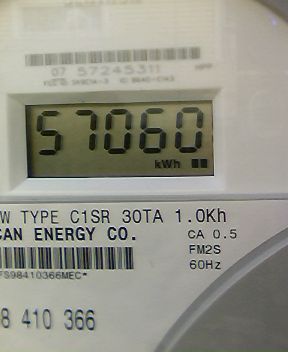 07 57245311
57060
kWh
W TYPE C1SR 30TA 1.0Kh
CAN ENERGY CO.
CA 0.5
FM2S
60Hz
FS98410366MEC*
8 410 366